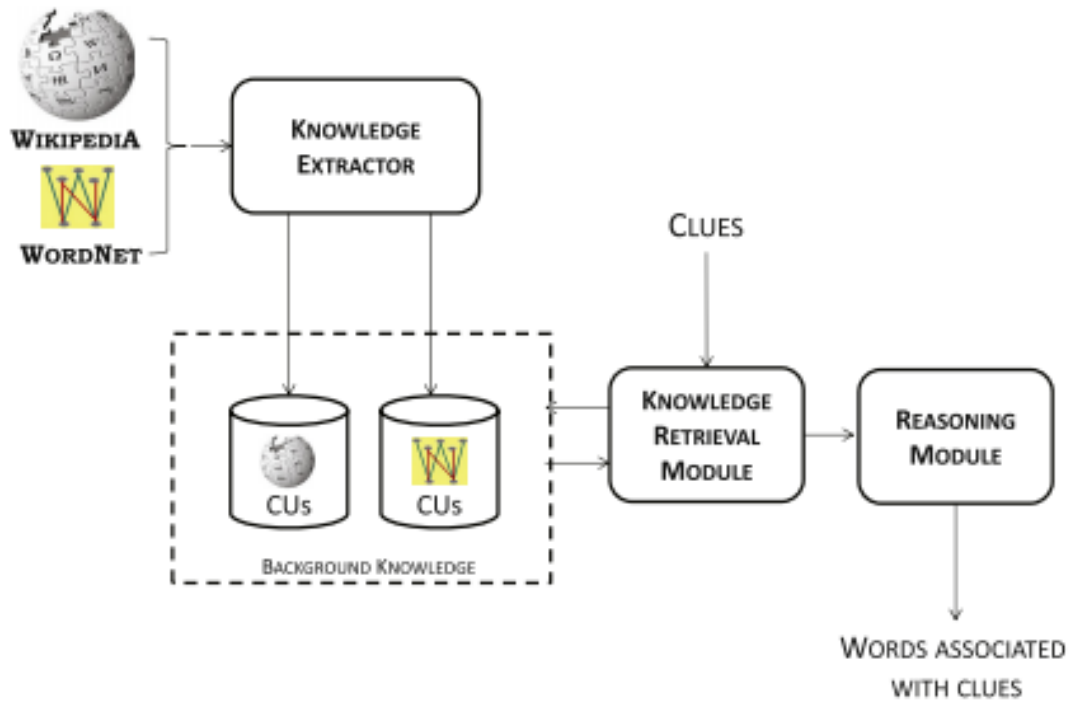 WIKIPEDIA
WORDNET
KNOWLEDGE
EXTRACTOR
CLUES
KNOWLEDGE
RETRIEVAL
MODULE
REASONING
MODULE
CUs
CUs
BACKGROUND KNOWLEDGE
WORDS ASSOCIATED
WITH CLUES